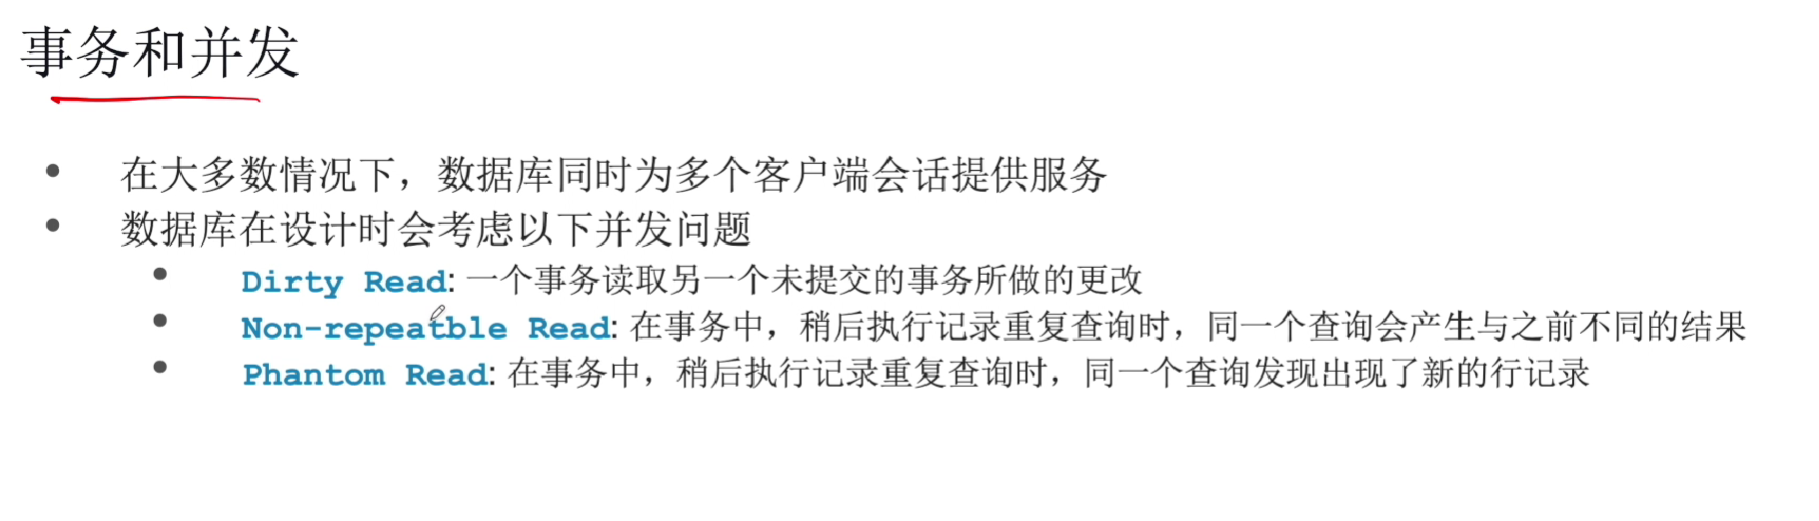 事务和并发
• 在大多数情况下，数据库同时为多个客户端会话提供服务
• 数据库在设计时会考虑以下并发问题
• Dirty Read: 一个事务读取另一个未提交的事务所做的更改
• Non-repeatble Read: 在事务中，稍后执行记录重复查询时，同一个查询会产生与之前不同的结果
• Phantom Read: 在事务中，稍后执行记录重复查询时，同一个查询发现出现了新的行记录